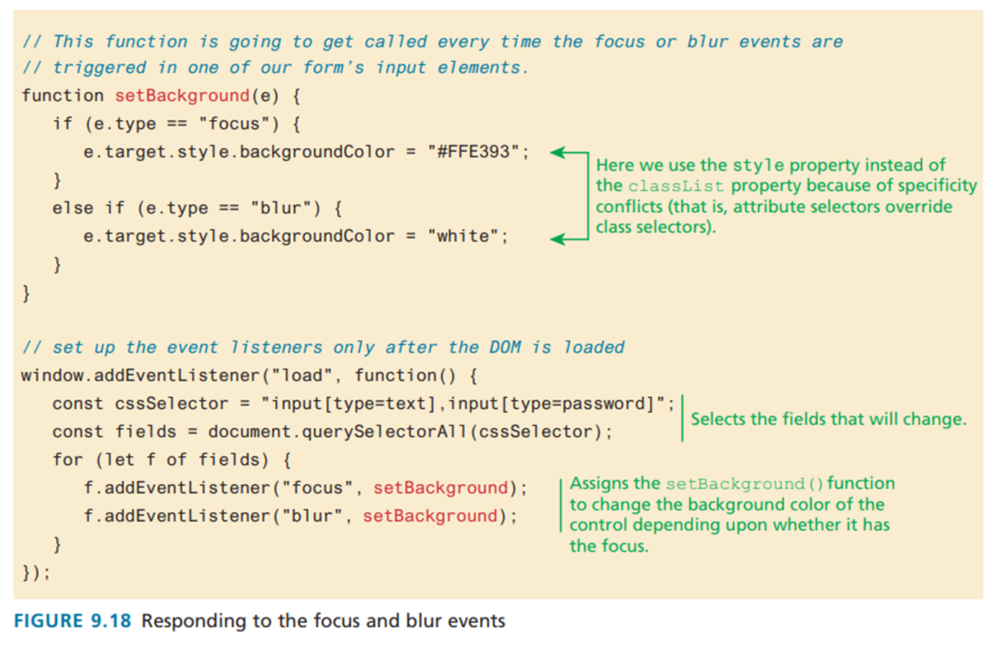 // This function is going to get called every time the focus or blur events are
// triggered in one of our form's input elements.
function setBackground(e) {
if (e.type == "focus") {
e.target.style.backgroundColor = "#FFE393";
}
else if (e.type == "blur") {
e.target.style.backgroundColor = "white";
}
}
Here we use the style property instead of
the classList property because of specificity
conflicts (that is, attribute selectors override
class selectors).
// set up the event listeners only after the DOM is loaded
window.addEventListener("load", function() {
const cssSelector = "input[type=text],input[type=password]";
const fields = document.querySelectorAll(cssSelector);
for (let f of fields) {
f.addEventListener("focus", setBackground);
f.addEventListener("blur", setBackground);
}
});
Selects the fields that will change.
Assigns the setBackground() function
to change the background color of the
control depending upon whether it has
the focus.
FIGURE 9.18 Responding to the focus and blur events